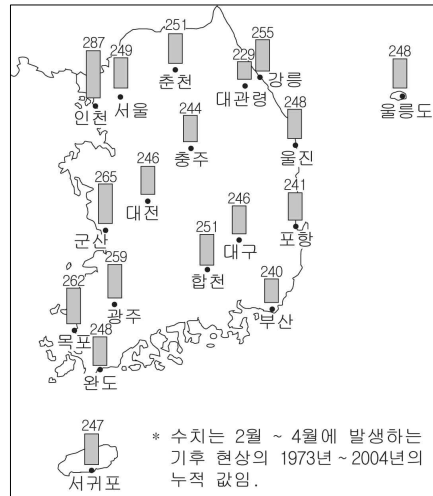 251
춘천
287
인천
249
서울
229
대관령
255
강릉
248
울릉도
244
충주
248
울진
246
대전
265
군산
246
대구
241
포항
251
합천
259
광주
262
목포
240
부산
248
완도
247
서귀포
* 수치는 2월 ~ 4월에 발생하는
기후 현상의 1973년 ~ 2004년의
누적 값임.